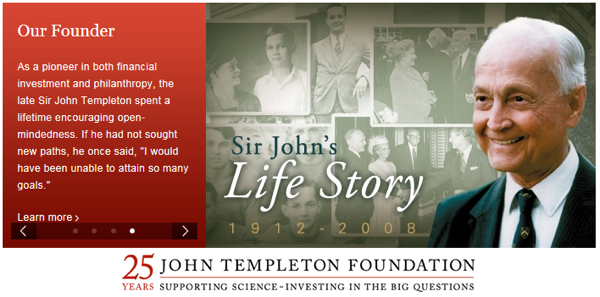 Our Founder
As a pioneer in both financial
investment and philanthropy, the
late Sir John Templeton spent a
lifetime encouraging open-
mindedness. If he had not sought
new paths, he once said, "I would
have been unable to attain so many
goals."
Learn more ›
Sir John's
Life Story
1912-2008
25 YEARS
JOHN TEMPLETON FOUNDATION
SUPPORTING SCIENCE~INVESTING IN THE BIG QUESTIONS